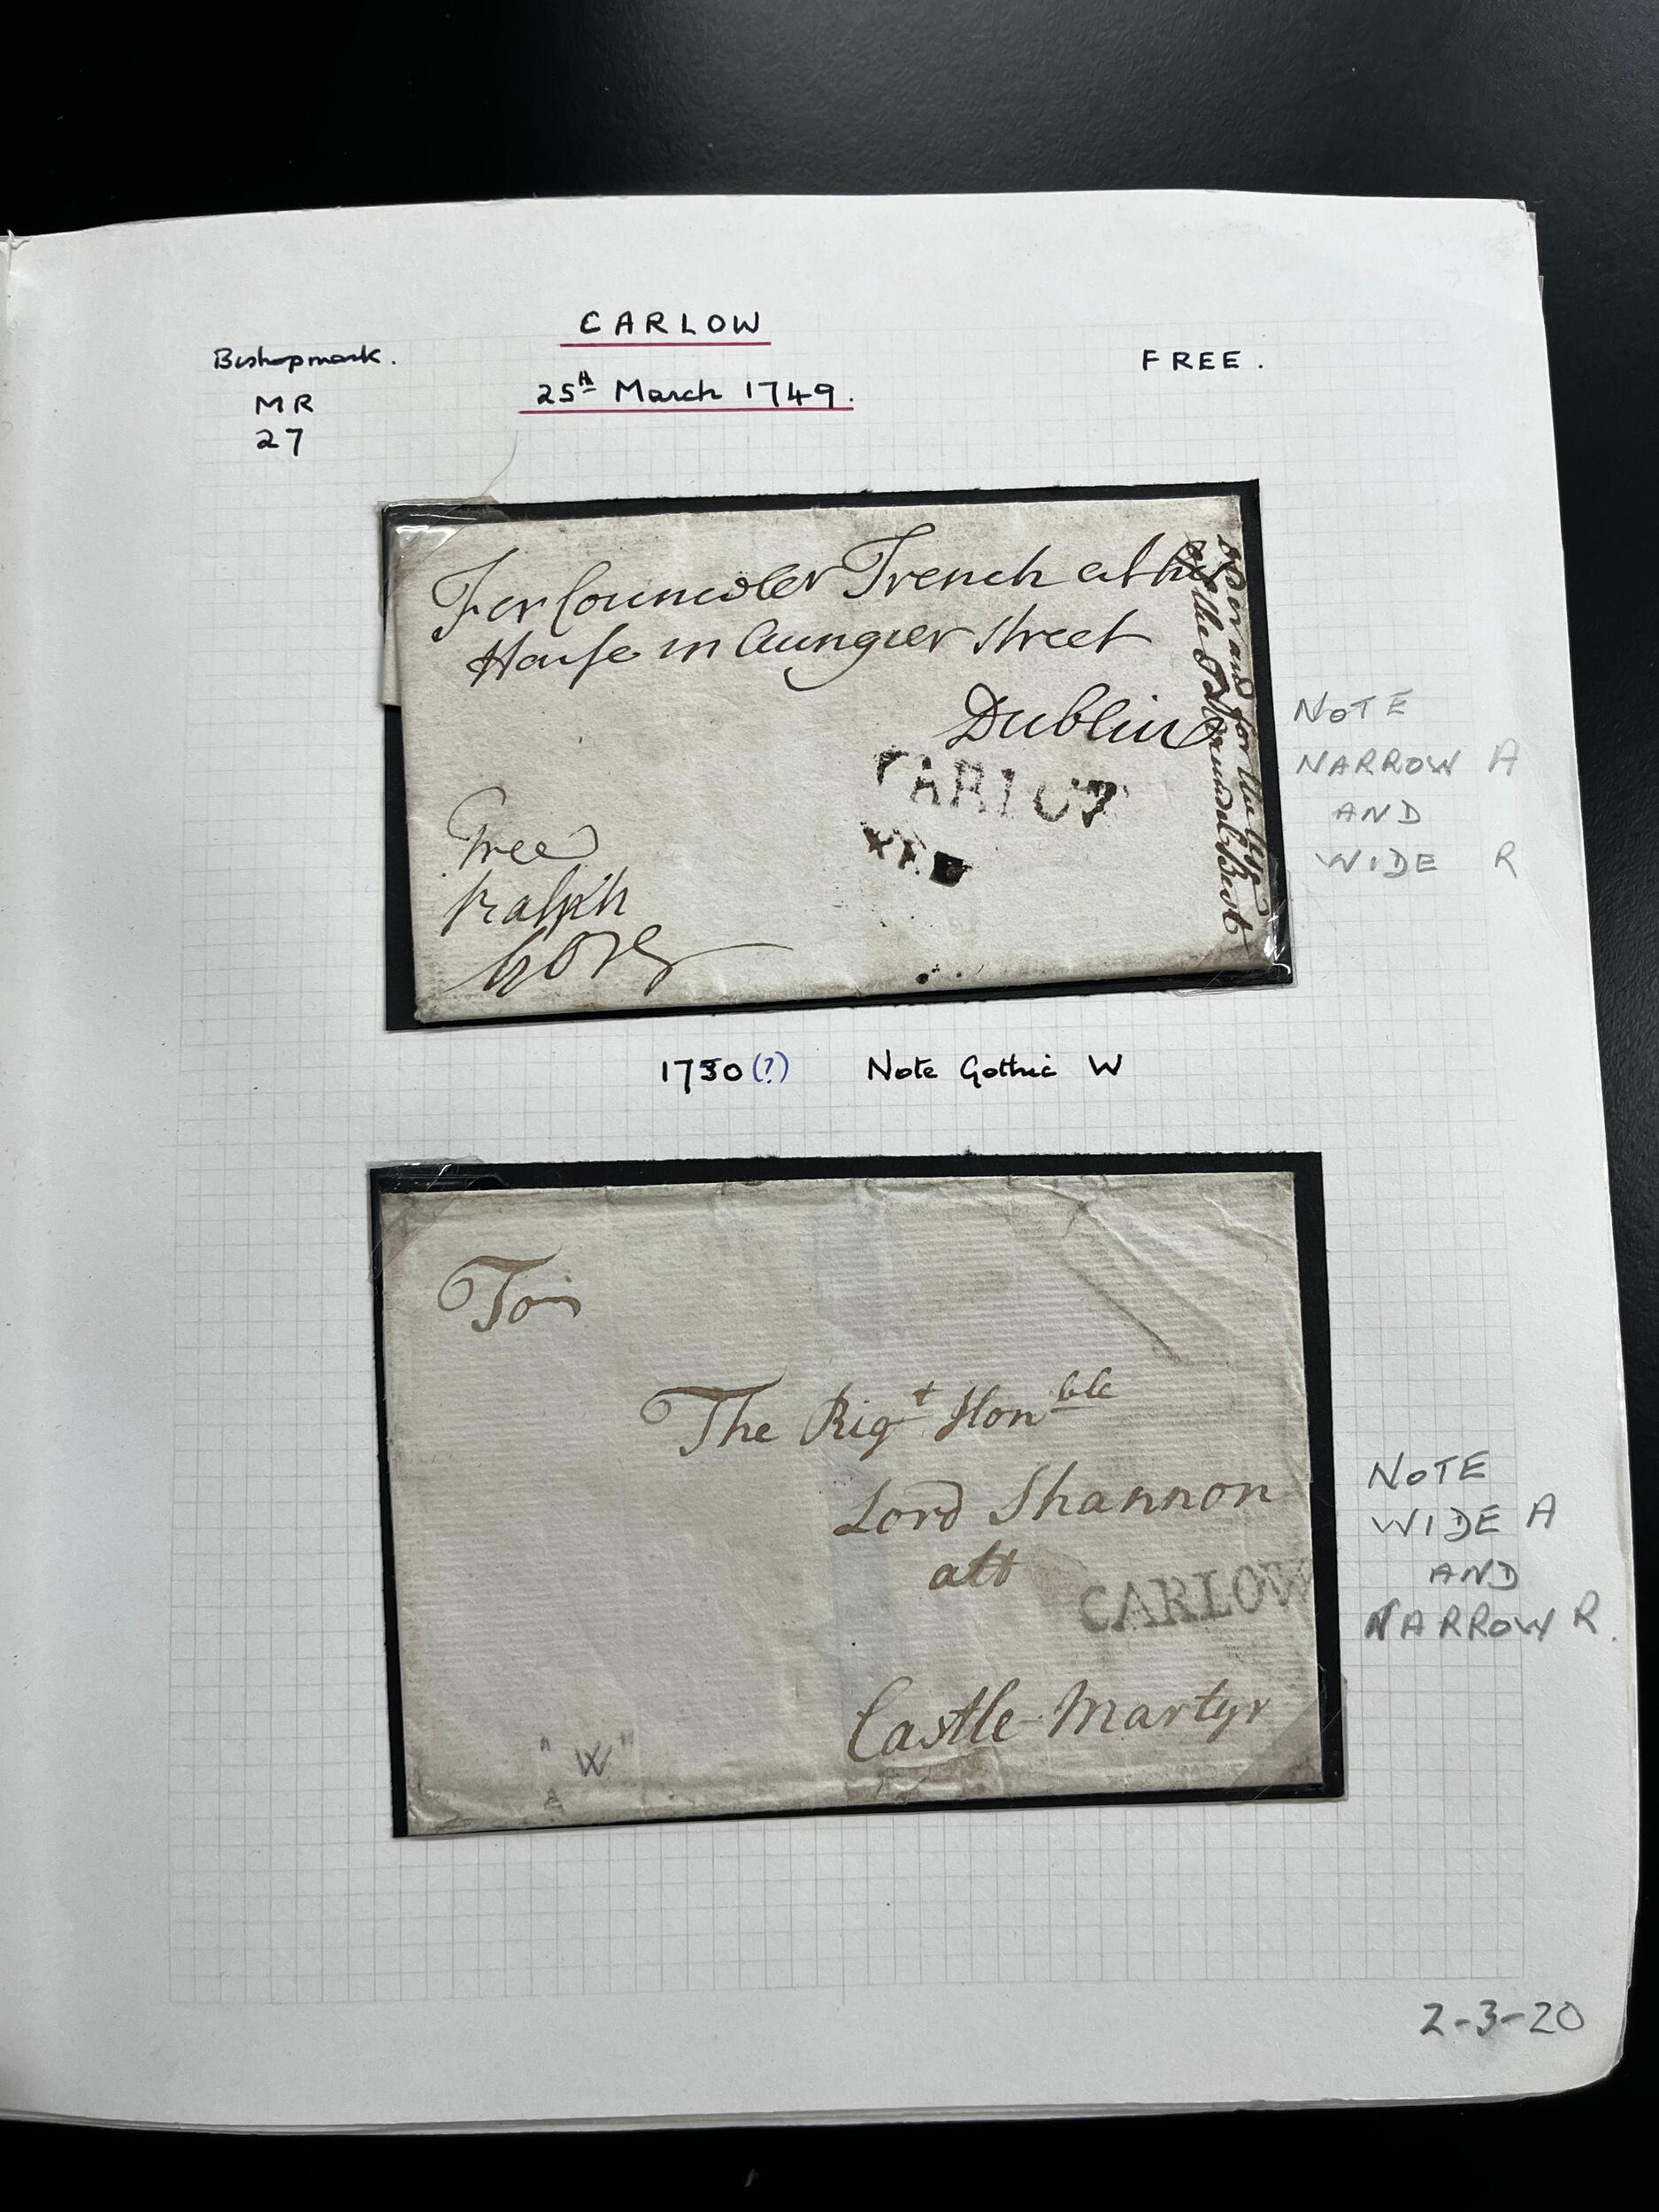 CARLOW
Bishopmark.
FREE.
MR
27
25th March 1749.
For Councoler Trench at his
House in Aungier Street
Dublin
CARLOW
Free
Ralph
Gore
NOTE
NARROW A
AND
WIDE R
1750(?) Note Gothic W
To
The Rigt Honble
Lord Shannon
att
CARLOW
Castle Martyr
"W"
NOTE
WIDE A
AND
NARROW R.
2-3-20